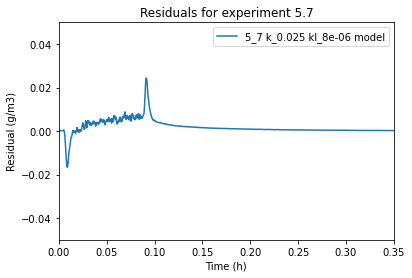 Residuals for experiment 5.7
5_7 k_0.025 kl_8e-06 model
Residual (g/m3)
0.04
0.02
0.00
−0.02
−0.04
0.00 0.05 0.10 0.15 0.20 0.25 0.30 0.35
Time (h)